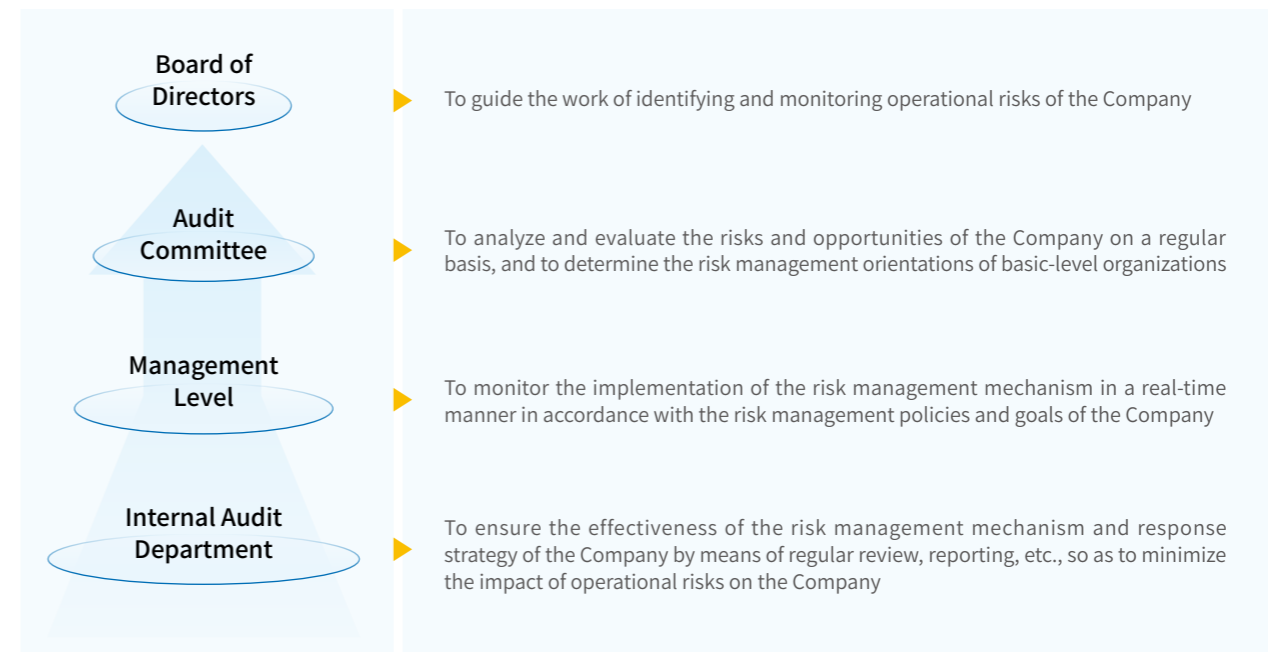 Board of
Directors
To guide the work of identifying and monitoring operational risks of the Company
Audit
Committee
To analyze and evaluate the risks and opportunities of the Company on a regular
basis, and to determine the risk management orientations of basic-level organizations
Management
Level
To monitor the implementation of the risk management mechanism in a real-time
manner in accordance with the risk management policies and goals of the Company
Internal Audit
Department
To ensure the effectiveness of the risk management mechanism and response
strategy of the Company by means of regular review, reporting, etc., so as to minimize
the impact of operational risks on the Company